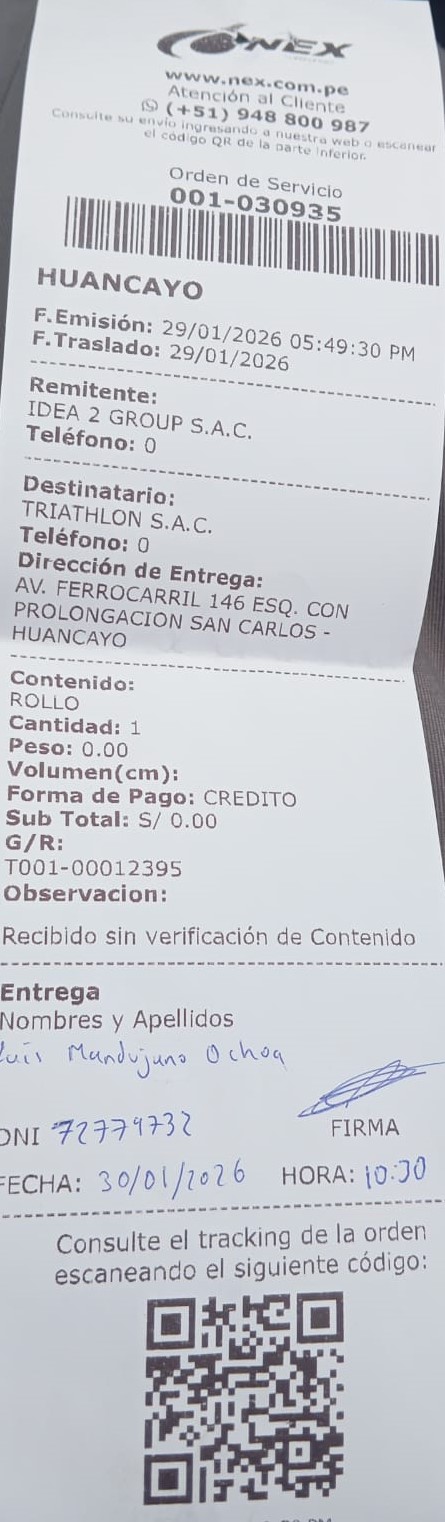 NEX
www.nex.com.pe
Atención al Cliente
(+51) 948 800 987
Consulte su envío ingresando a nuestra web o escanear
el código QR de la parte inferior.
Orden de Servicio
001-030935
HUANCAYO
F.Emisión: 29/01/2026 05:49:30 PM
F.Traslado: 29/01/2026
Remitente:
IDEA 2 GROUP S.A.C.
Teléfono: 0
Destinatario:
TRIATHLON S.A.C.
Teléfono: 0
Dirección de Entrega:
AV. FERROCARRIL 146 ESQ. CON
PROLONGACION SAN CARLOS -
HUANCAYO
Contenido:
ROLLO
Cantidad: 1
Peso: 0.00
Volumen(cm):
Forma de Pago: CREDITO
Sub Total: S/ 0.00
G/R:
T001-00012395
Observacion:
Recibido sin verificación de Contenido
Entrega
Nombres y Apellidos
Luis Mandujano Ochoa
DNI 72779732
FIRMA
FECHA: 30/01/2026 HORA: 10:30
Consulte el tracking de la orden
escaneando el siguiente código: